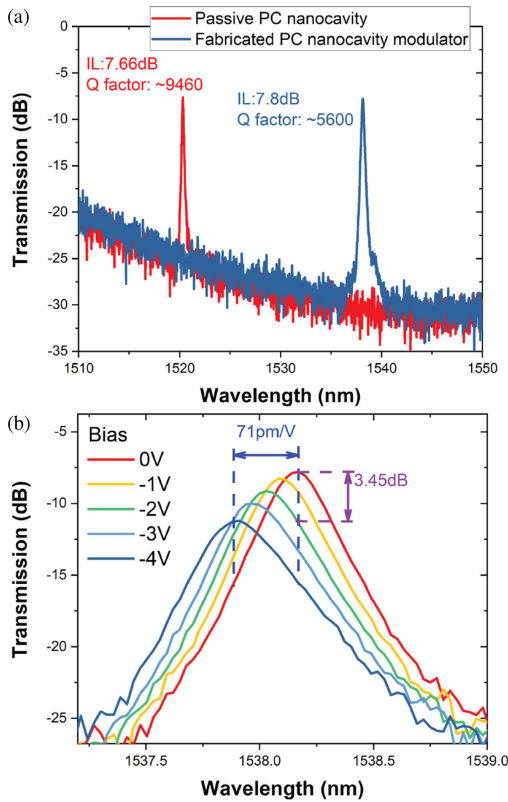 (a)
Passive PC nanocavity
Fabricated PC nanocavity modulator
IL:7.66dB
Q factor: ~9460
IL:7.8dB
Q factor: ~5600
Transmission (dB)
0
-5
-10
-15
-20
-25
-30
-35
1510
1520
1530
1540
1550
Wavelength (nm)
(b)
Bias
0V
-1V
-2V
-3V
-4V
71pm/V
3.45dB
Transmission (dB)
-5
-10
-15
-20
-25
1537.5
1538.0
1538.5
1539.0
Wavelength (nm)